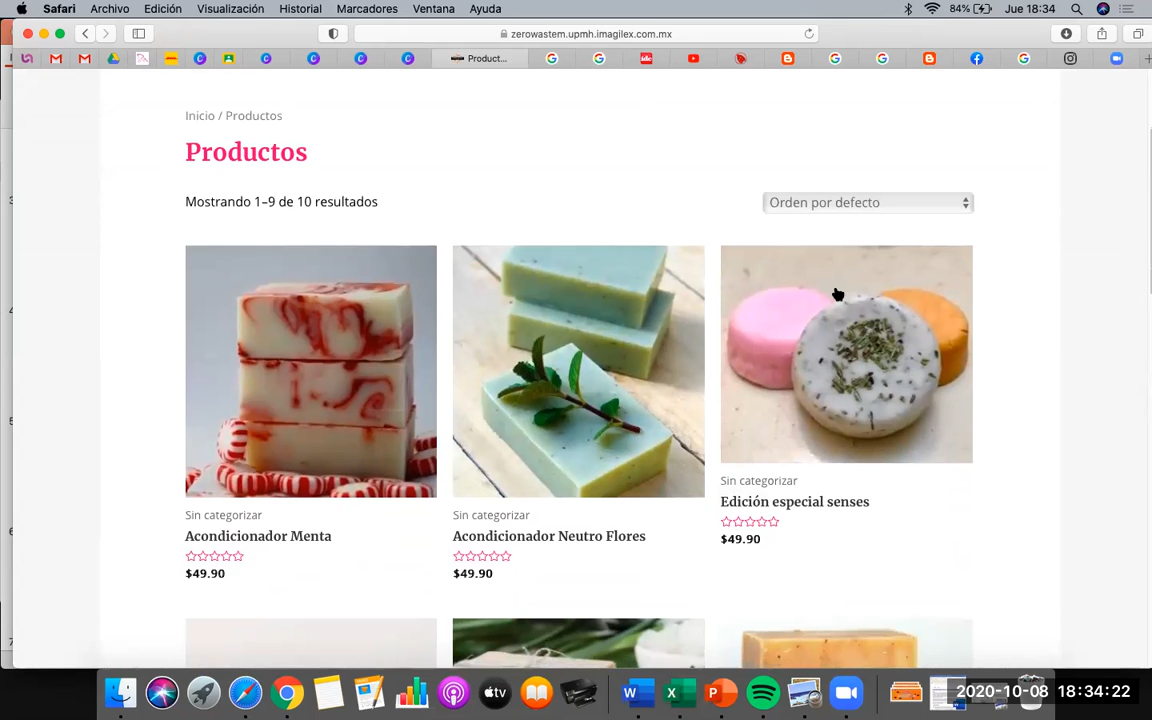 Safari Archivo Edición Visualización Historial Marcadores Ventana Ayuda 84% Jue 18:34
zerowastem.upmh.imagilex.com.mx
Product...
Inicio / Productos
Productos
Mostrando 1–9 de 10 resultados
Orden por defecto
Sin categorizar
Acondicionador Menta
$49.90
Sin categorizar
Acondicionador Neutro Flores
$49.90
Sin categorizar
Edición especial senses
$49.90
2020-10-08 18:34:22